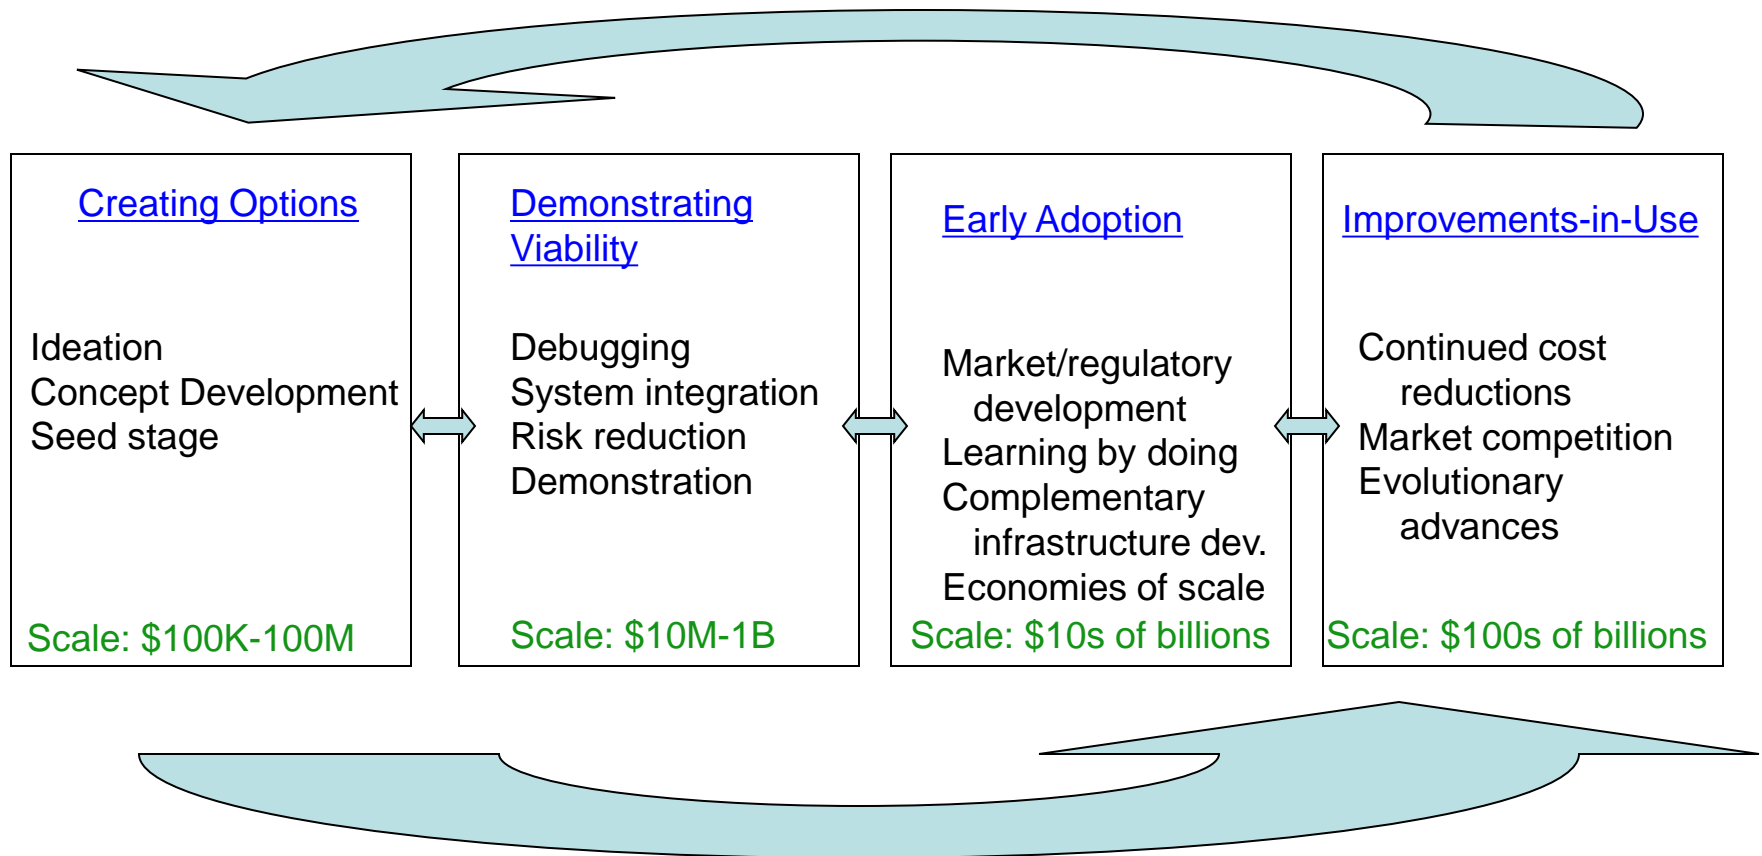 Creating Options
Ideation
Concept Development
Seed stage
Scale: $100K-100M
Demonstrating
Viability
Debugging
System integration
Risk reduction
Demonstration
Scale: $10M-1B
Early Adoption
Market/regulatory
development
Learning by doing
Complementary
infrastructure dev.
Economies of scale
Scale: $10s of billions
Improvements-in-Use
Continued cost
reductions
Market competition
Evolutionary
advances
Scale: $100s of billions